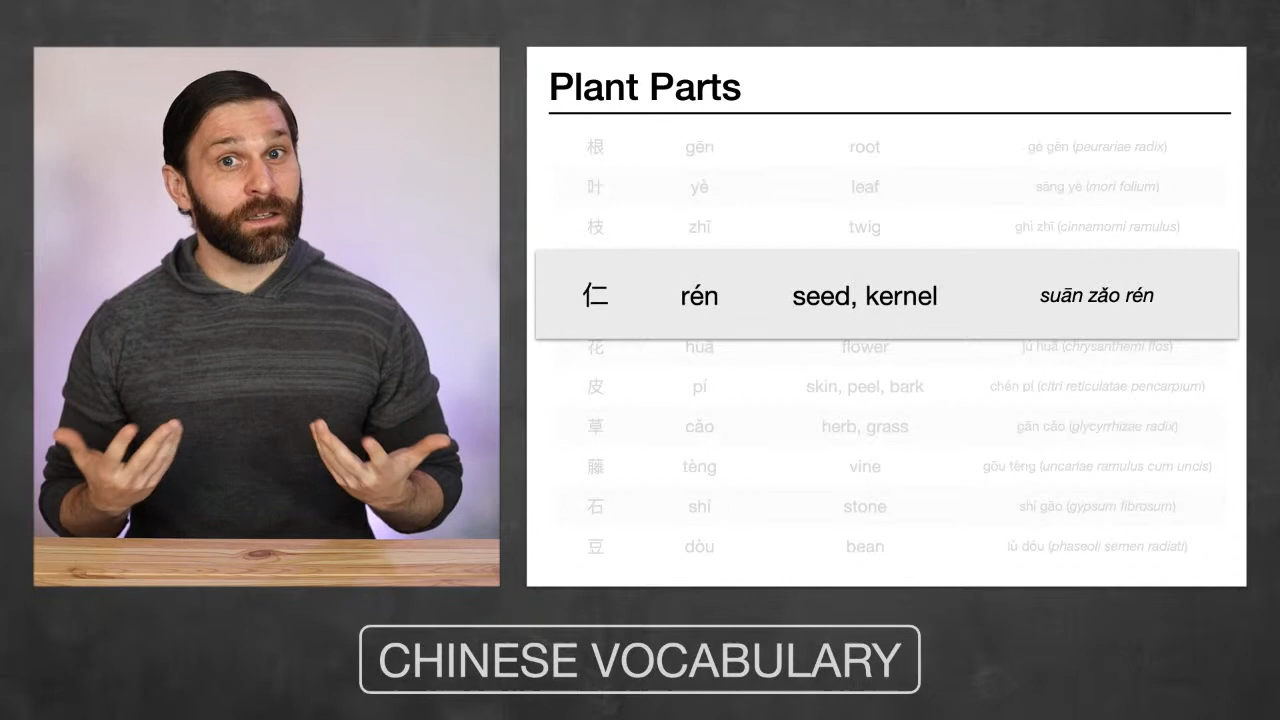 Plant Parts
根 gēn root gé gēn (peurariae radix)
叶 yè leaf sāng yè (mori folium)
枝 zhī twig ghì zhī (cinnamomi ramulus)
仁 rén seed, kernel suān zǎo rén
花 huā flower jú huā (chrysanthemi flos)
皮 pí skin, peel, bark chén pí (citri reticulatae pericarpium)
草 cǎo herb, grass gān cǎo (glycyrrhizae radix)
藤 tèng vine gōu téng (uncariae ramulus cum uncis)
石 shí stone shí gāo (gypsum fibrosum)
豆 dòu bean lù dóu (phaseoli semen radiati)
CHINESE VOCABULARY